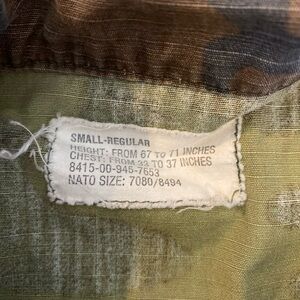 SMALL-REGULAR
HEIGHT: FROM 67 TO 71 INCHES
CHEST: FROM 33 TO 37 INCHES
8415-00-945-7653
NATO SIZE: 7080/8494